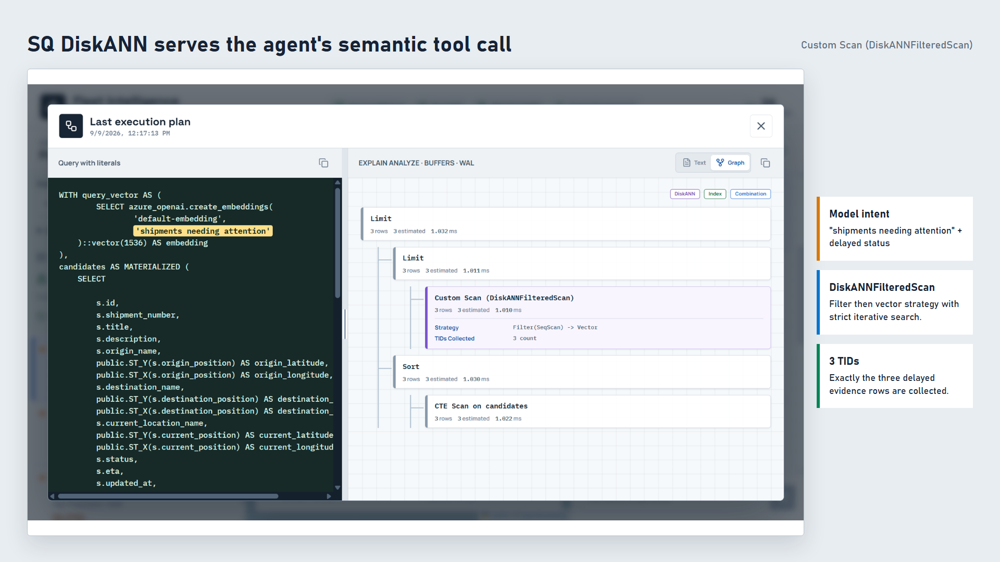 SQ DiskANN serves the agent's semantic tool call
Custom Scan (DiskANNFilteredScan)
Last execution plan
9/9/2026, 12:17:13 PM
Query with literals
WITH query_vector AS (
SELECT azure_openai.create_embeddings(
'default-embedding',
'shipments needing attention'
)::vector(1536) AS embedding
),
candidates AS MATERIALIZED (
SELECT
s.id,
s.shipment_number,
s.title,
s.description,
s.origin_name,
public.ST_Y(s.origin_position) AS origin_latitude,
public.ST_X(s.origin_position) AS origin_longitude,
s.destination_name,
public.ST_Y(s.destination_position) AS destination_
public.ST_X(s.destination_position) AS destination_
s.current_location_name,
public.ST_Y(s.current_position) AS current_latitude
public.ST_X(s.current_position) AS current_longitud
s.status,
s.eta,
s.updated_at,
EXPLAIN ANALYZE · BUFFERS · WAL
Text
Graph
DiskANN
Index
Combination
Limit
3 rows 3 estimated 1.032 ms
Limit
3 rows 3 estimated 1.011 ms
Custom Scan (DiskANNFilteredScan)
3 rows 3 estimated 1.010 ms
Strategy Filter(SeqScan) -> Vector
TIDs Collected 3 count
Sort
3 rows 3 estimated 1.030 ms
CTE Scan on candidates
3 rows 3 estimated 1.022 ms
Model intent
"shipments needing attention" +
delayed status
DiskANNFilteredScan
Filter then vector strategy with
strict iterative search.
3 TIDs
Exactly the three delayed
evidence rows are collected.